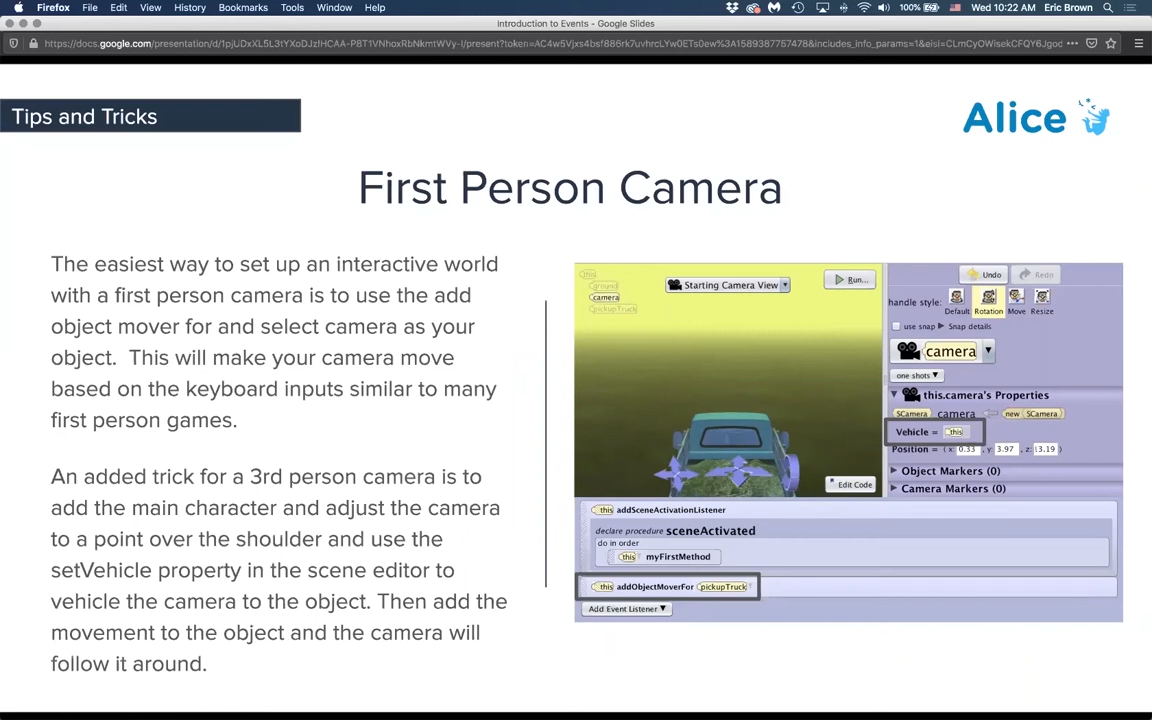 Firefox File Edit View History Bookmarks Tools Window Help 100% Wed 10:22 AM Eric Brown
Introduction to Events - Google Slides
Tips and Tricks
Alice
First Person Camera
The easiest way to set up an interactive world
with a first person camera is to use the add
object mover for and select camera as your
object. This will make your camera move
based on the keyboard inputs similar to many
first person games.
An added trick for a 3rd person camera is to
add the main character and adjust the camera
to a point over the shoulder and use the
setVehicle property in the scene editor to
vehicle the camera to the object. Then add the
movement to the object and the camera will
follow it around.
this
ground
camera
pickupTruck
Starting Camera View
Run...
Undo Redo
handle style:
Default Rotation Move Resize
use snap Snap details
camera
one shots
this.camera's Properties
SCamera camera new SCamera
Vehicle = this
Position = ( x: 0.33 , y: 3.97 , z:
Object Markers (0)
Camera Markers (0)
Edit Code
this addSceneActivationListener
declare procedure sceneActivated
do in order
this myFirstMethod
this addObjectMoverFor pickupTruck
Add Event Listener